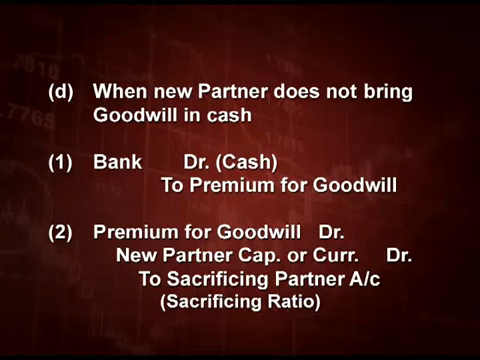 (d) When new Partner does not bring
Goodwill in cash
(1) Bank Dr. (Cash)
To Premium for Goodwill
(2) Premium for Goodwill Dr.
New Partner Cap. or Curr. Dr.
To Sacrificing Partner A/c
(Sacrificing Ratio)